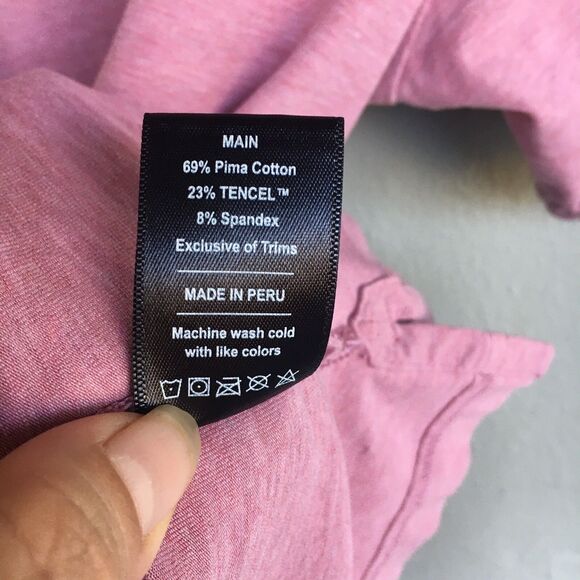 MAIN
69% Pima Cotton
23% TENCEL™
8% Spandex
Exclusive of Trims
MADE IN PERU
Machine wash cold
with like colors